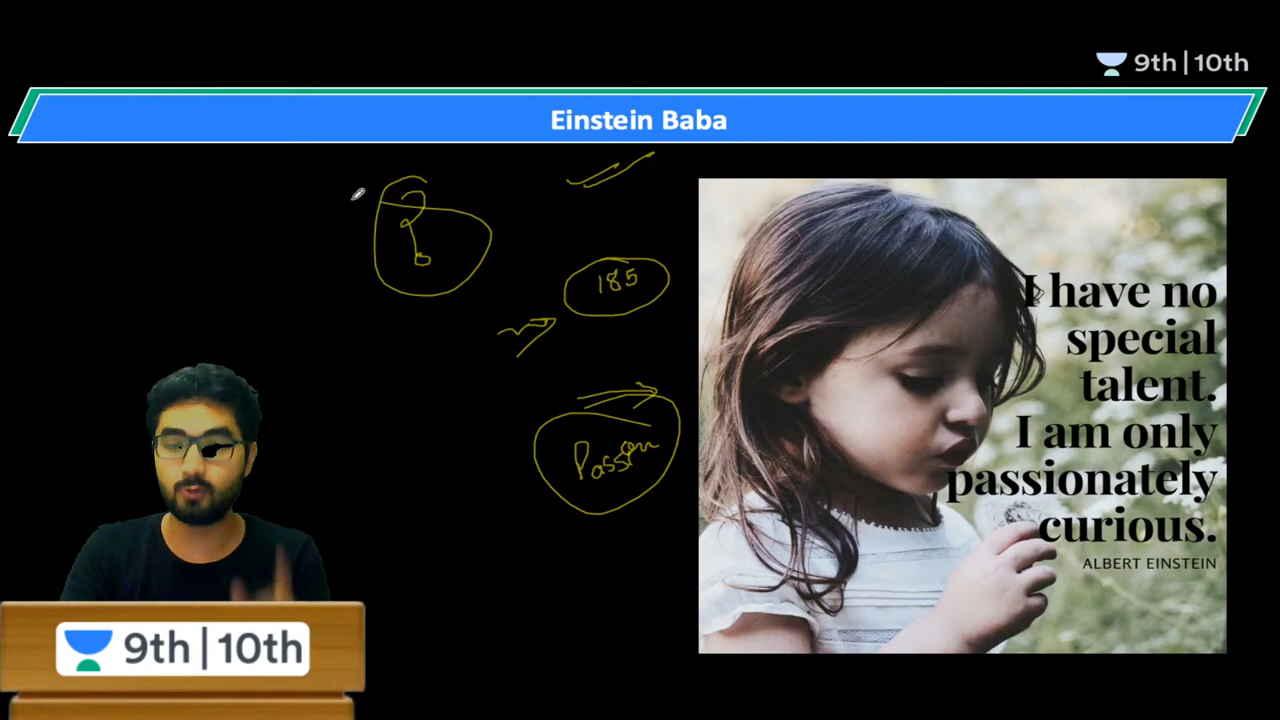 9th | 10th
Einstein Baba
?
185
Passion
I have no
special
talent.
I am only
passionately
curious.
ALBERT EINSTEIN
9th | 10th